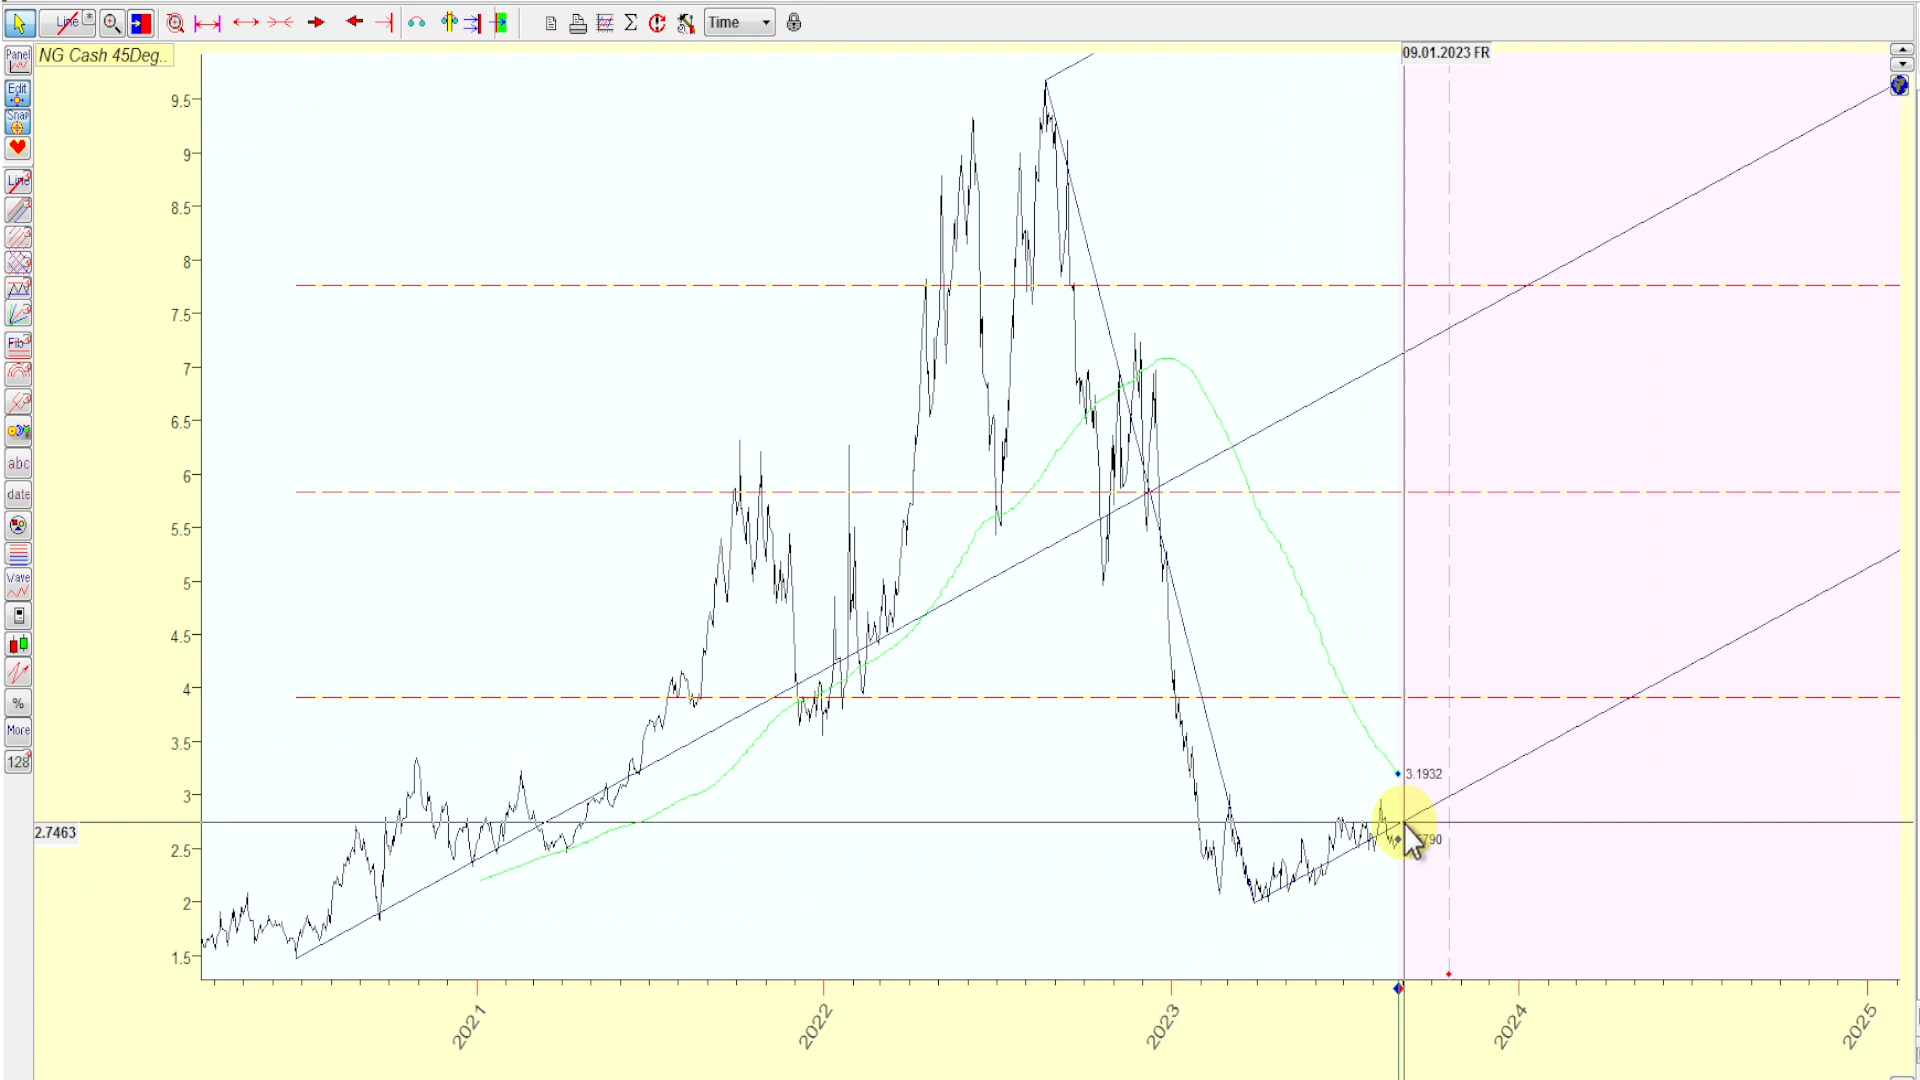 Line
Time
NG Cash 45Deg..
09.01.2023 FR
Panel
Edit
Snap
Line
Fib
abc
date
Wave
%
More
128
9.5
9
8.5
8
7.5
7
6.5
6
5.5
5
4.5
4
3.5
3
2.5
2
1.5
3.1932
790
2.7463
2021
2022
2023
2024
2025